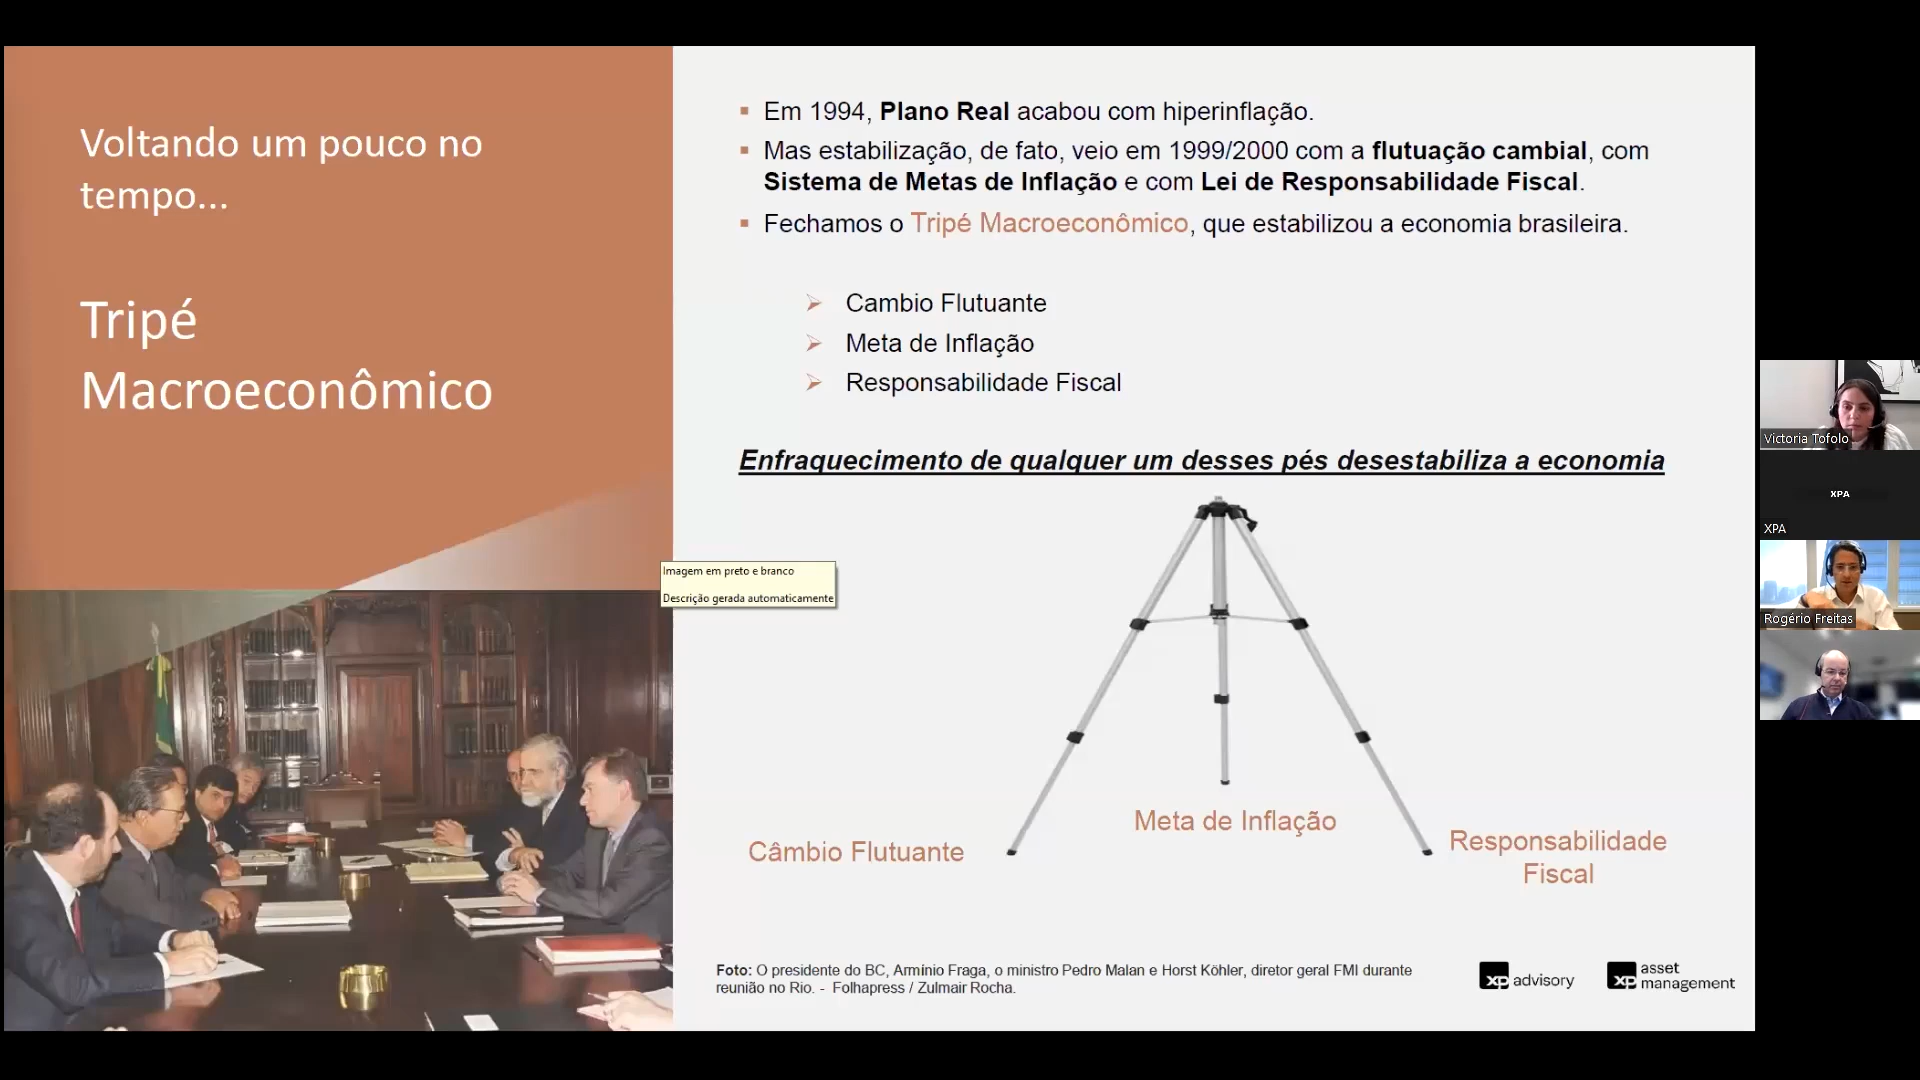 Voltando um pouco no
tempo...
Tripé
Macroeconômico
Em 1994, Plano Real acabou com hiperinflação.
Mas estabilização, de fato, veio em 1999/2000 com a flutuação cambial, com
Sistema de Metas de Inflação e com Lei de Responsabilidade Fiscal.
Fechamos o Tripé Macroeconômico, que estabilizou a economia brasileira.
Cambio Flutuante
Meta de Inflação
Responsabilidade Fiscal
Enfraquecimento de qualquer um desses pés desestabiliza a economia
Imagem em preto e branco
Descrição gerada automaticamente
Câmbio Flutuante
Meta de Inflação
Responsabilidade
Fiscal
Foto: O presidente do BC, Armínio Fraga, o ministro Pedro Malan e Horst Köhler, diretor geral FMI durante
reunião no Rio. - Folhapress / Zulmair Rocha.
xp advisory
xp asset
management
Victoria Tofolo
XPA
XPA
Rogério Freitas